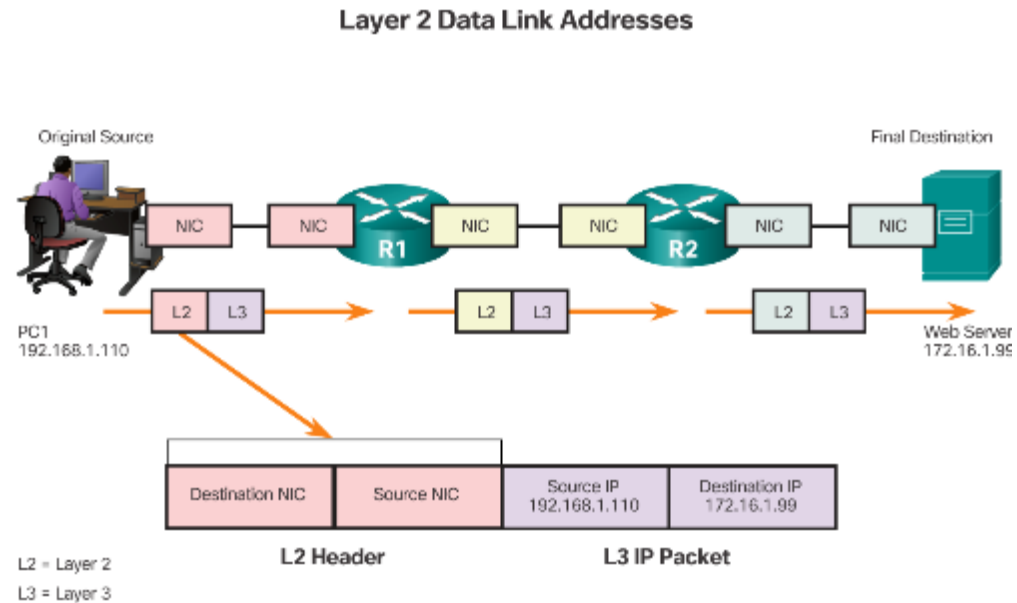 Layer 2 Data Link Addresses
Original Source
Final Destination
NIC
NIC
R1
NIC
NIC
R2
NIC
NIC
L2
L3
L2
L3
L2
L3
PC1
192.168.1.110
Web Server
172.16.1.99
Destination NIC
Source NIC
Source IP
192.168.1.110
Destination IP
172.16.1.99
L2 Header
L3 IP Packet
L2 = Layer 2
L3 = Layer 3